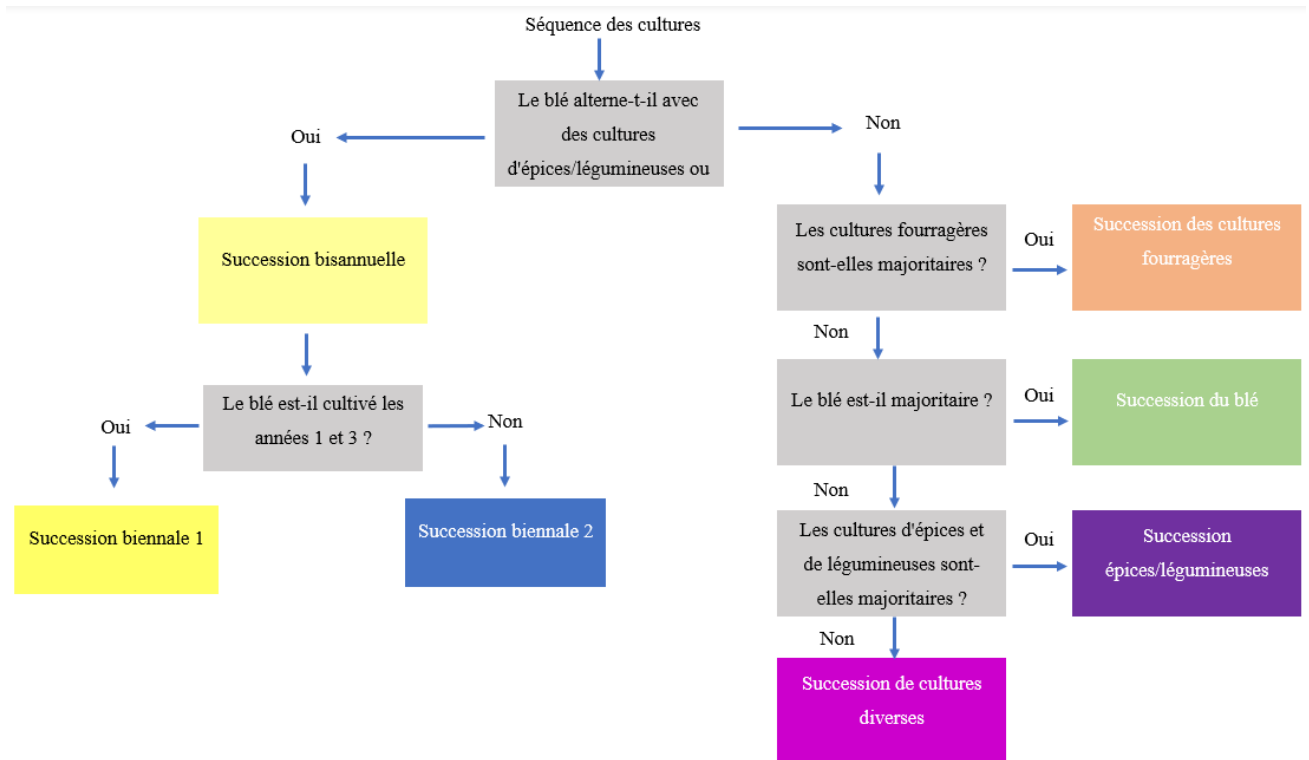 Séquence des cultures
Le blé alterne-t-il avec
des cultures
d'épices/légumineuses ou
Oui
Non
Succession bisannuelle
Les cultures fourragères
sont-elles majoritaires ?
Oui
Succession des cultures
fourragères
Non
Le blé est-il cultivé les
années 1 et 3 ?
Oui
Non
Le blé est-il majoritaire ?
Oui
Succession du blé
Non
Succession biennale 1
Succession biennale 2
Les cultures d'épices et
de légumineuses sont-
elles majoritaires ?
Oui
Succession
épices/légumineuses
Non
Succession de cultures
diverses